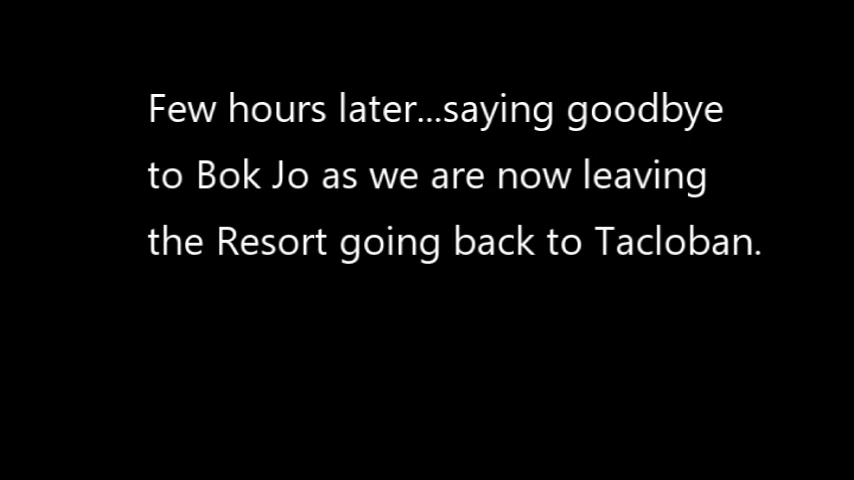 Few hours later...saying goodbye
to Bok Jo as we are now leaving
the Resort going back to Tacloban.